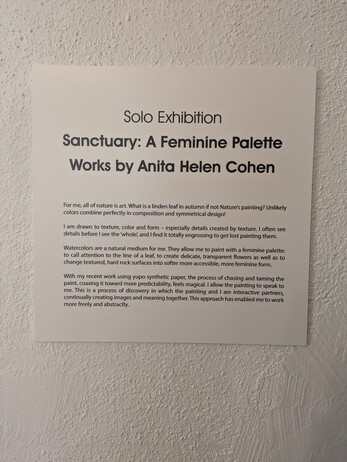 Solo Exhibition
Sanctuary: A Feminine Palette
Works by Anita Helen Cohen
For me, all of nature is art. What is a linden leaf in autumn if not Nature's painting? Unlikely
colors combine perfectly in composition and symmetrical design!
I am drawn to texture, color and form – especially details created by texture. I often see
details before I see the 'whole', and I find it totally engrossing to get lost painting them.
Watercolors are a natural medium for me. They allow me to paint with a feminine palette:
to call attention to the line of a leaf, to create delicate, transparent flowers as well as to
change textured, hard rock surfaces into softer more accessible, more feminine form.
With my recent work using yupo synthetic paper, the process of chasing and taming the
paint, coaxing it toward more predictability, feels magical. I allow the painting to speak to
me. This is a process of discovery in which the painting and I are interactive partners,
continually creating images and meaning together. This approach has enabled me to work
more freely and abstractly.